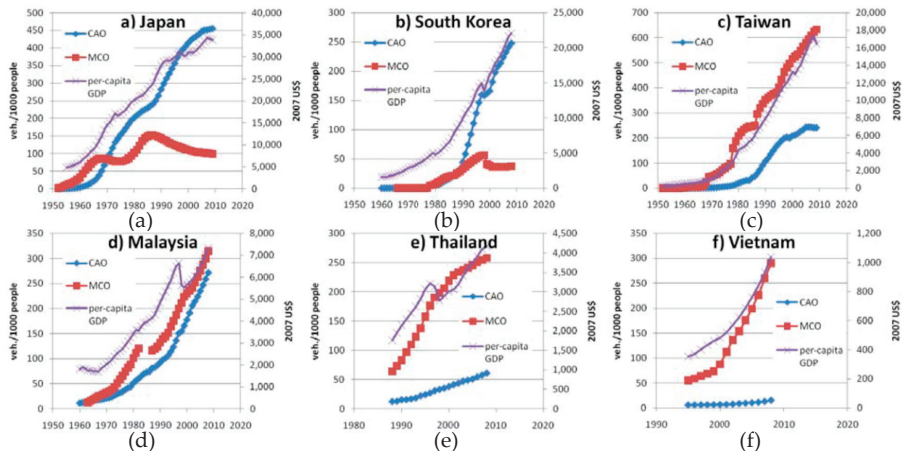 a) Japan
500
450
400
350
300
250
200
150
100
50
0
veh./1000 people
CAO
MCO
per-capita
GDP
40,000
35,000
30,000
25,000
20,000
15,000
10,000
5,000
0
2007 US$
1950 1960 1970 1980 1990 2000 2010 2020
(a)
b) South Korea
300
250
200
150
100
50
0
veh./1000 people
CAO
MCO
per-capita
GDP
25,000
20,000
15,000
10,000
5,000
0
2007 US$
1950 1960 1970 1980 1990 2000 2010 2020
(b)
c) Taiwan
700
600
500
400
300
200
100
0
veh./1000 people
CAO
MCO
per-capita
GDP
20,000
18,000
16,000
14,000
12,000
10,000
8,000
6,000
4,000
2,000
0
2007US$
1950 1960 1970 1980 1990 2000 2010 2020
(c)
d) Malaysia
350
300
250
200
150
100
50
0
veh./1000 people
CAO
MCO
per-capita
GDP
8,000
7,000
6,000
5,000
4,000
3,000
2,000
1,000
0
2007 US$
1950 1960 1970 1980 1990 2000 2010 2020
(d)
e) Thailand
300
250
200
150
100
50
0
veh./1000 people
CAO
MCO
per-capita
GDP
4,500
4,000
3,500
3,000
2,500
2,000
1,500
1,000
500
0
2007 US$
1980 1990 2000 2010 2020
(e)
f) Vietnam
350
300
250
200
150
100
50
0
veh./1000 people
CAO
MCO
per-capita
GDP
1,200
1,000
800
600
400
200
0
2007 US$
1990 2000 2010 2020
(f)